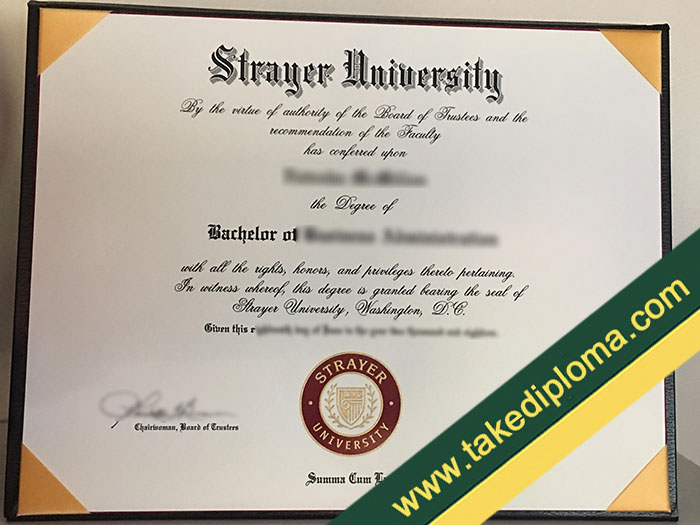 Strayer University
By the virtue of authority of the Board of Trustees and the
recommendation of the Faculty
has conferred upon
the Degree of
Bachelor of
with all the rights, honors, and privileges thereto pertaining.
In witness whereof, this degree is granted bearing the seal of
Strayer University, Washington, D.C.
Given this
STRAYER
UNIVERSITY
Chairwoman, Board of Trustees
Summa Cum
www.takediploma.com